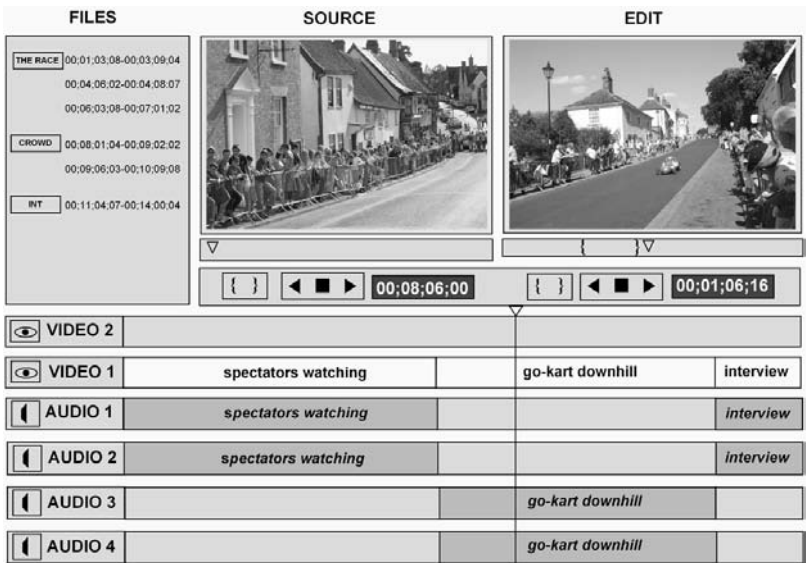 FILES
SOURCE
EDIT
THE RACE 00;01;03;08-00;03;09;04
00;04;06;02-00;04;08;07
00;06;03;08-00;07;01;02
CROWD 00;08;01;04-00;09;02;02
00;09;06;03-00;10;09;08
INT 00;11;04;07-00;14;00;04
{ } 00;08;06;00
{ } 00;01;06;16
VIDEO 2
VIDEO 1 spectators watching go-kart downhill interview
AUDIO 1 spectators watching interview
AUDIO 2 spectators watching interview
AUDIO 3 go-kart downhill
AUDIO 4 go-kart downhill